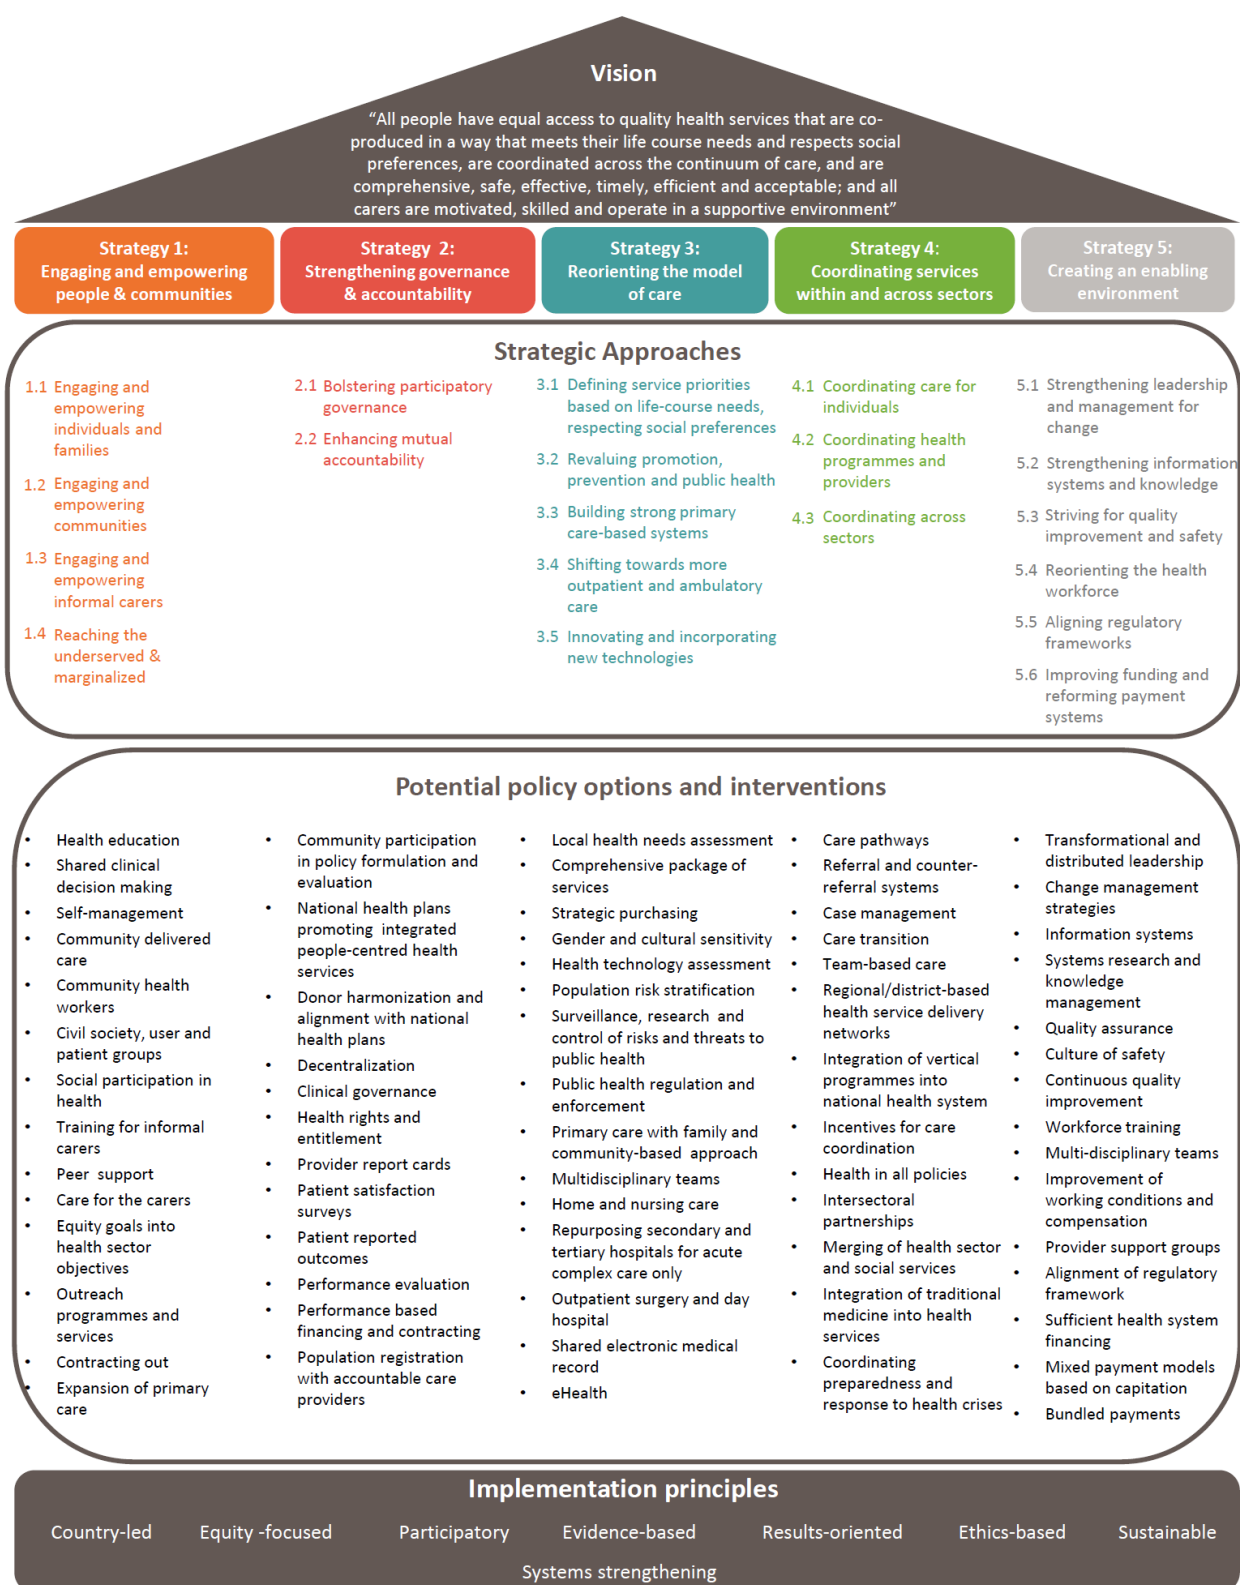 Vision
“All people have equal access to quality health services that are co-
produced in a way that meets their life course needs and respects social
preferences, are coordinated across the continuum of care, and are
comprehensive, safe, effective, timely, efficient and acceptable; and all
carers are motivated, skilled and operate in a supportive environment”
Strategy 1:
Engaging and empowering
people & communities
Strategy 2:
Strengthening governance
& accountability
Strategy 3:
Reorienting the model
of care
Strategy 4:
Coordinating services
within and across sectors
Strategy 5:
Creating an enabling
environment
Strategic Approaches
1.1 Engaging and
empowering
individuals and
families
1.2 Engaging and
empowering
communities
1.3 Engaging and
empowering
informal carers
1.4 Reaching the
underserved &
marginalized
2.1 Bolstering participatory
governance
2.2 Enhancing mutual
accountability
3.1 Defining service priorities
based on life-course needs,
respecting social preferences
3.2 Revaluing promotion,
prevention and public health
3.3 Building strong primary
care-based systems
3.4 Shifting towards more
outpatient and ambulatory
care
3.5 Innovating and incorporating
new technologies
4.1 Coordinating care for
individuals
4.2 Coordinating health
programmes and
providers
4.3 Coordinating across
sectors
5.1 Strengthening leadership
and management for
change
5.2 Strengthening information
systems and knowledge
5.3 Striving for quality
improvement and safety
5.4 Reorienting the health
workforce
5.5 Aligning regulatory
frameworks
5.6 Improving funding and
reforming payment
systems
Potential policy options and interventions
• Health education
• Shared clinical
decision making
• Self-management
• Community delivered
care
• Community health
workers
• Civil society, user and
patient groups
• Social participation in
health
• Training for informal
carers
• Peer support
• Care for the carers
• Equity goals into
health sector
objectives
• Outreach
programmes and
services
• Contracting out
• Expansion of primary
care
• Community participation
in policy formulation and
evaluation
• National health plans
promoting integrated
people-centred health
services
• Donor harmonization and
alignment with national
health plans
• Decentralization
• Clinical governance
• Health rights and
entitlement
• Provider report cards
• Patient satisfaction
surveys
• Patient reported
outcomes
• Performance evaluation
• Performance based
financing and contracting
• Population registration
with accountable care
providers
• Local health needs assessment
• Comprehensive package of
services
• Strategic purchasing
• Gender and cultural sensitivity
• Health technology assessment
• Population risk stratification
• Surveillance, research and
control of risks and threats to
public health
• Public health regulation and
enforcement
• Primary care with family and
community-based approach
• Multidisciplinary teams
• Home and nursing care
• Repurposing secondary and
tertiary hospitals for acute
complex care only
• Outpatient surgery and day
hospital
• Shared electronic medical
record
• eHealth
• Care pathways
• Referral and counter-
referral systems
• Case management
• Care transition
• Team-based care
• Regional/district-based
health service delivery
networks
• Integration of vertical
programmes into
national health system
• Incentives for care
coordination
• Health in all policies
• Intersectoral
partnerships
• Merging of health sector
and social services
• Integration of traditional
medicine into health
services
• Coordinating
preparedness and
response to health crises
• Transformational and
distributed leadership
• Change management
strategies
• Information systems
• Systems research and
knowledge
management
• Quality assurance
• Culture of safety
• Continuous quality
improvement
• Workforce training
• Multi-disciplinary teams
• Improvement of
working conditions and
compensation
• Provider support groups
• Alignment of regulatory
framework
• Sufficient health system
financing
• Mixed payment models
based on capitation
• Bundled payments
Implementation principles
Country-led Equity -focused Participatory Evidence-based Results-oriented Ethics-based Sustainable
Systems strengthening